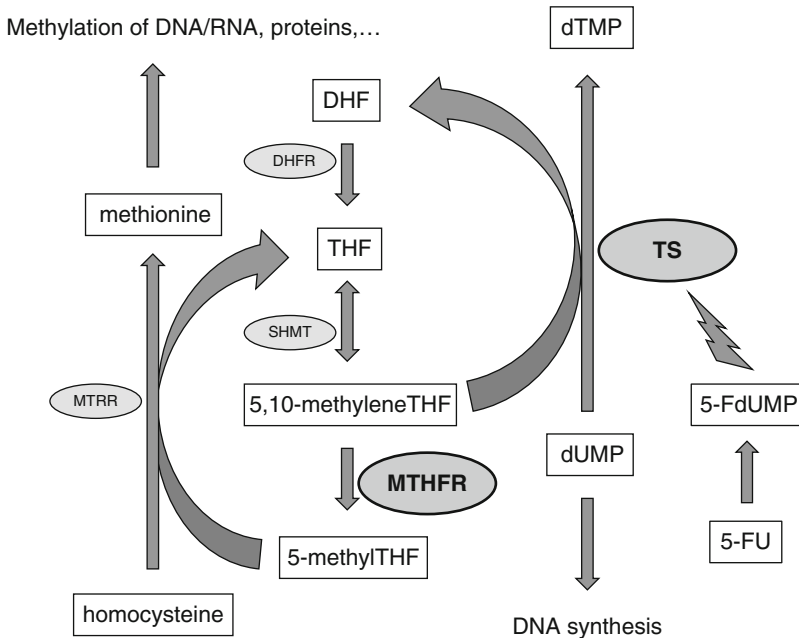 Methylation of DNA/RNA, proteins,…
dTMP
DHF
DHFR
methionine
THF
TS
SHMT
MTRR
5,10-methyleneTHF
5-FdUMP
dUMP
MTHFR
5-FU
5-methylTHF
homocysteine
DNA synthesis